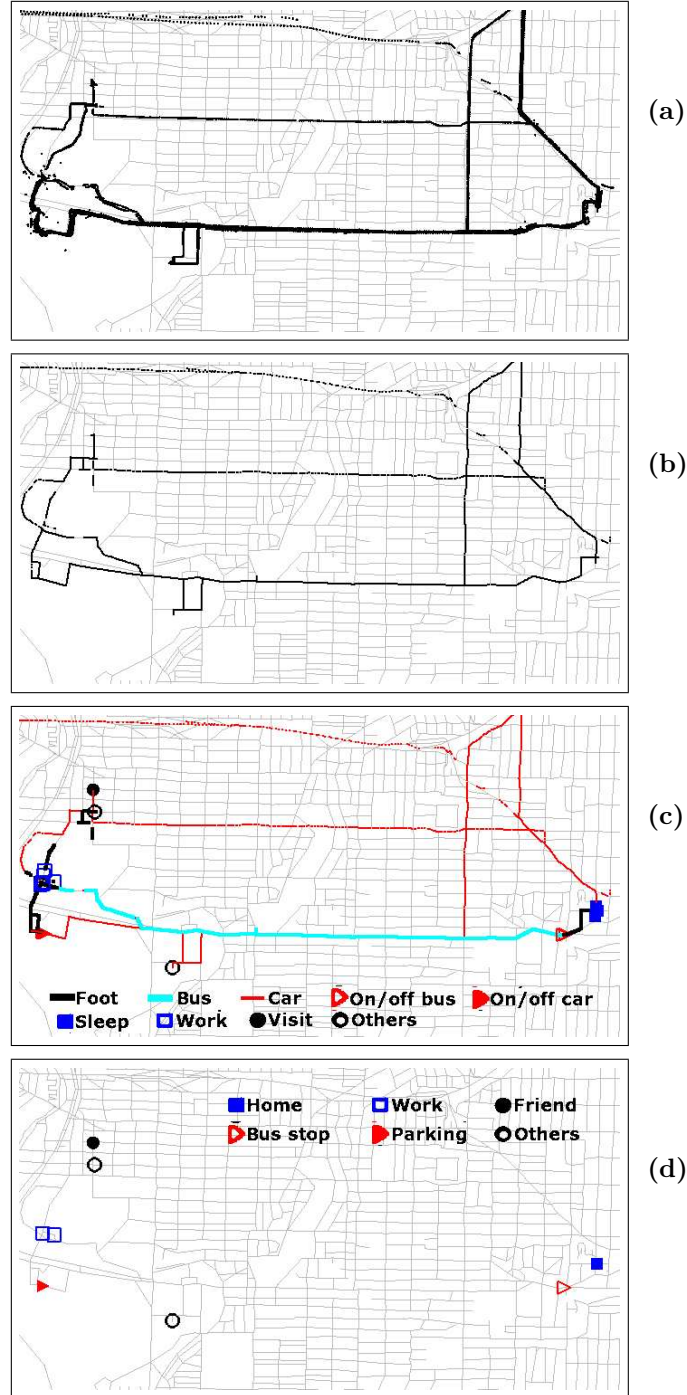 (a)
(b)
(c)
Foot Bus Car On/off bus On/off car
Sleep Work Visit Others
Home Work Friend
Bus stop Parking Others
(d)